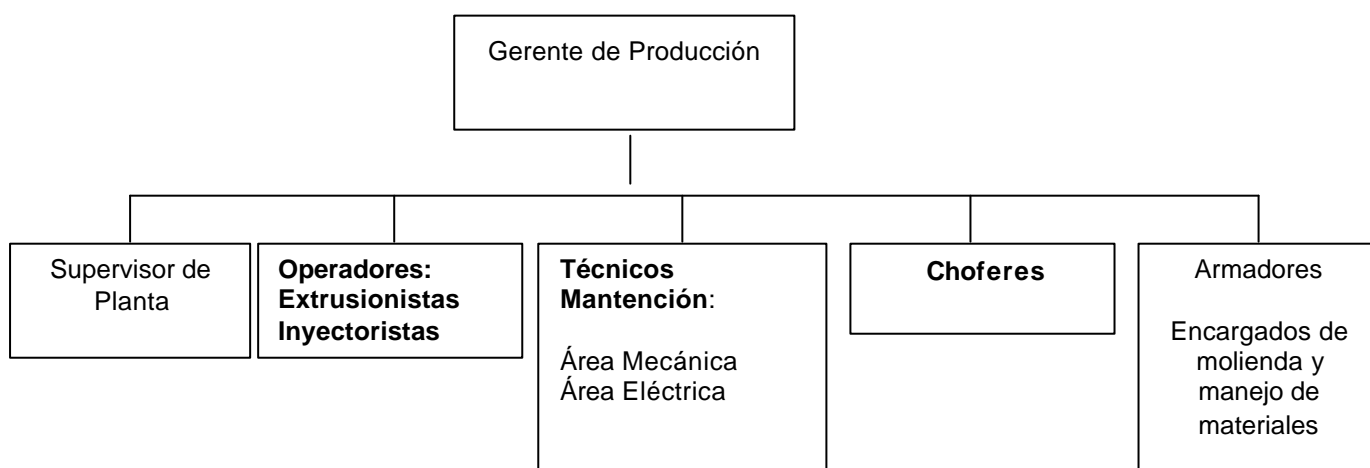 Gerente de Producción
Supervisor de
Planta
Operadores:
Extrusionistas
Inyectoristas
Técnicos
Mantención:
Área Mecánica
Área Eléctrica
Choferes
Armadores
Encargados de
molienda y
manejo de
materiales